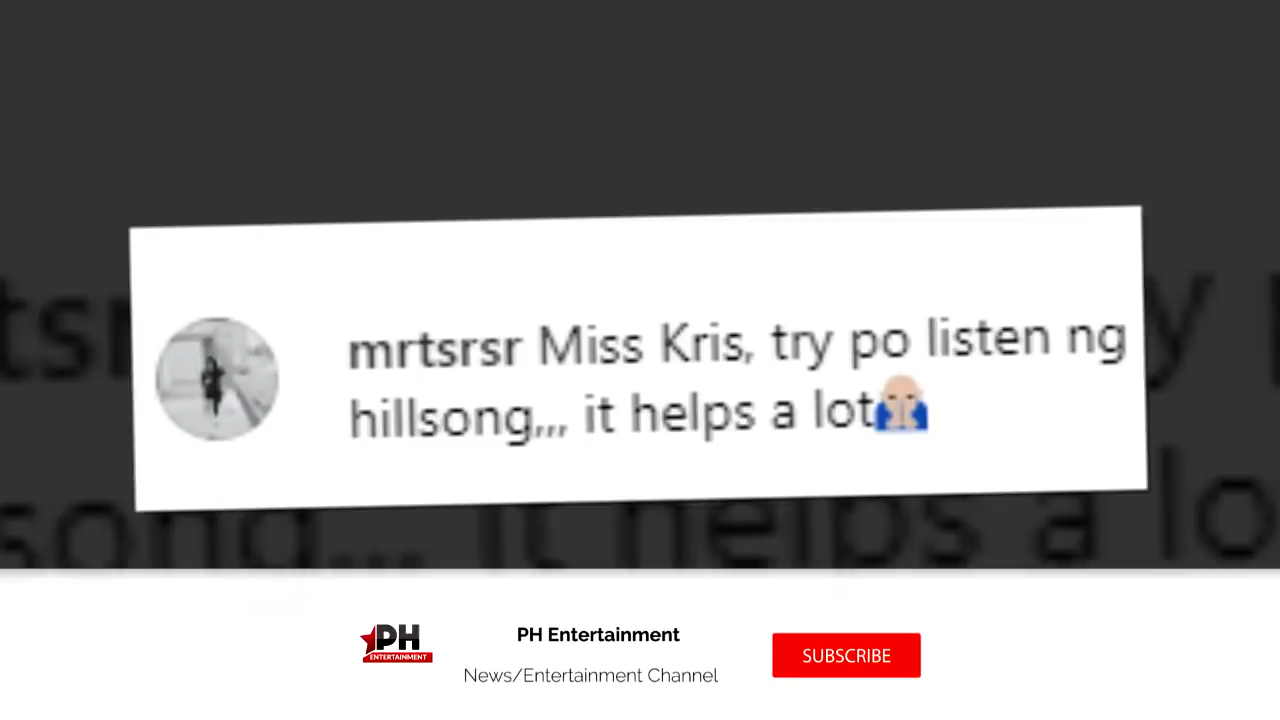 mrtsrsr Miss Kris, try po listen ng
hillsong,,, it helps a lot
PH
ENTERTAINMENT
PH Entertainment
News/Entertainment Channel
SUBSCRIBE